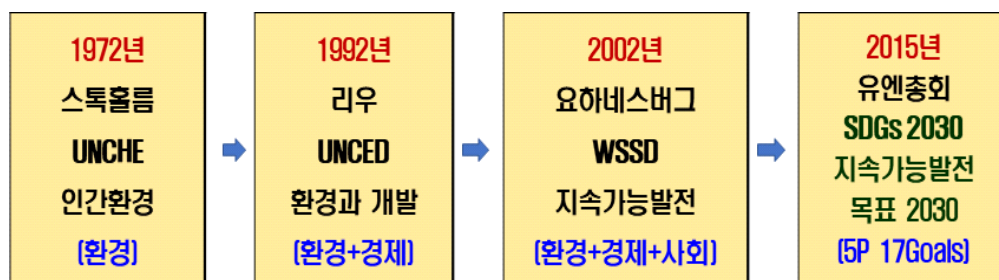 1972년
스톡홀름
UNCHE
인간환경
(환경)
1992년
리우
UNCED
환경과 개발
(환경+경제)
2002년
요하네스버그
WSSD
지속가능발전
(환경+경제+사회)
2015년
유엔총회
SDGs 2030
지속가능발전
목표 2030
(5P 17Goals)